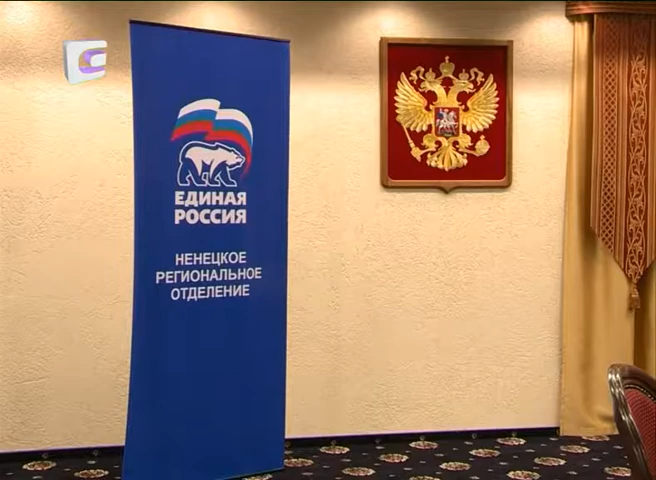 ЕДИНАЯ
РОССИЯ
НЕНЕЦКОЕ
РЕГИОНАЛЬНОЕ
ОТДЕЛЕНИЕ